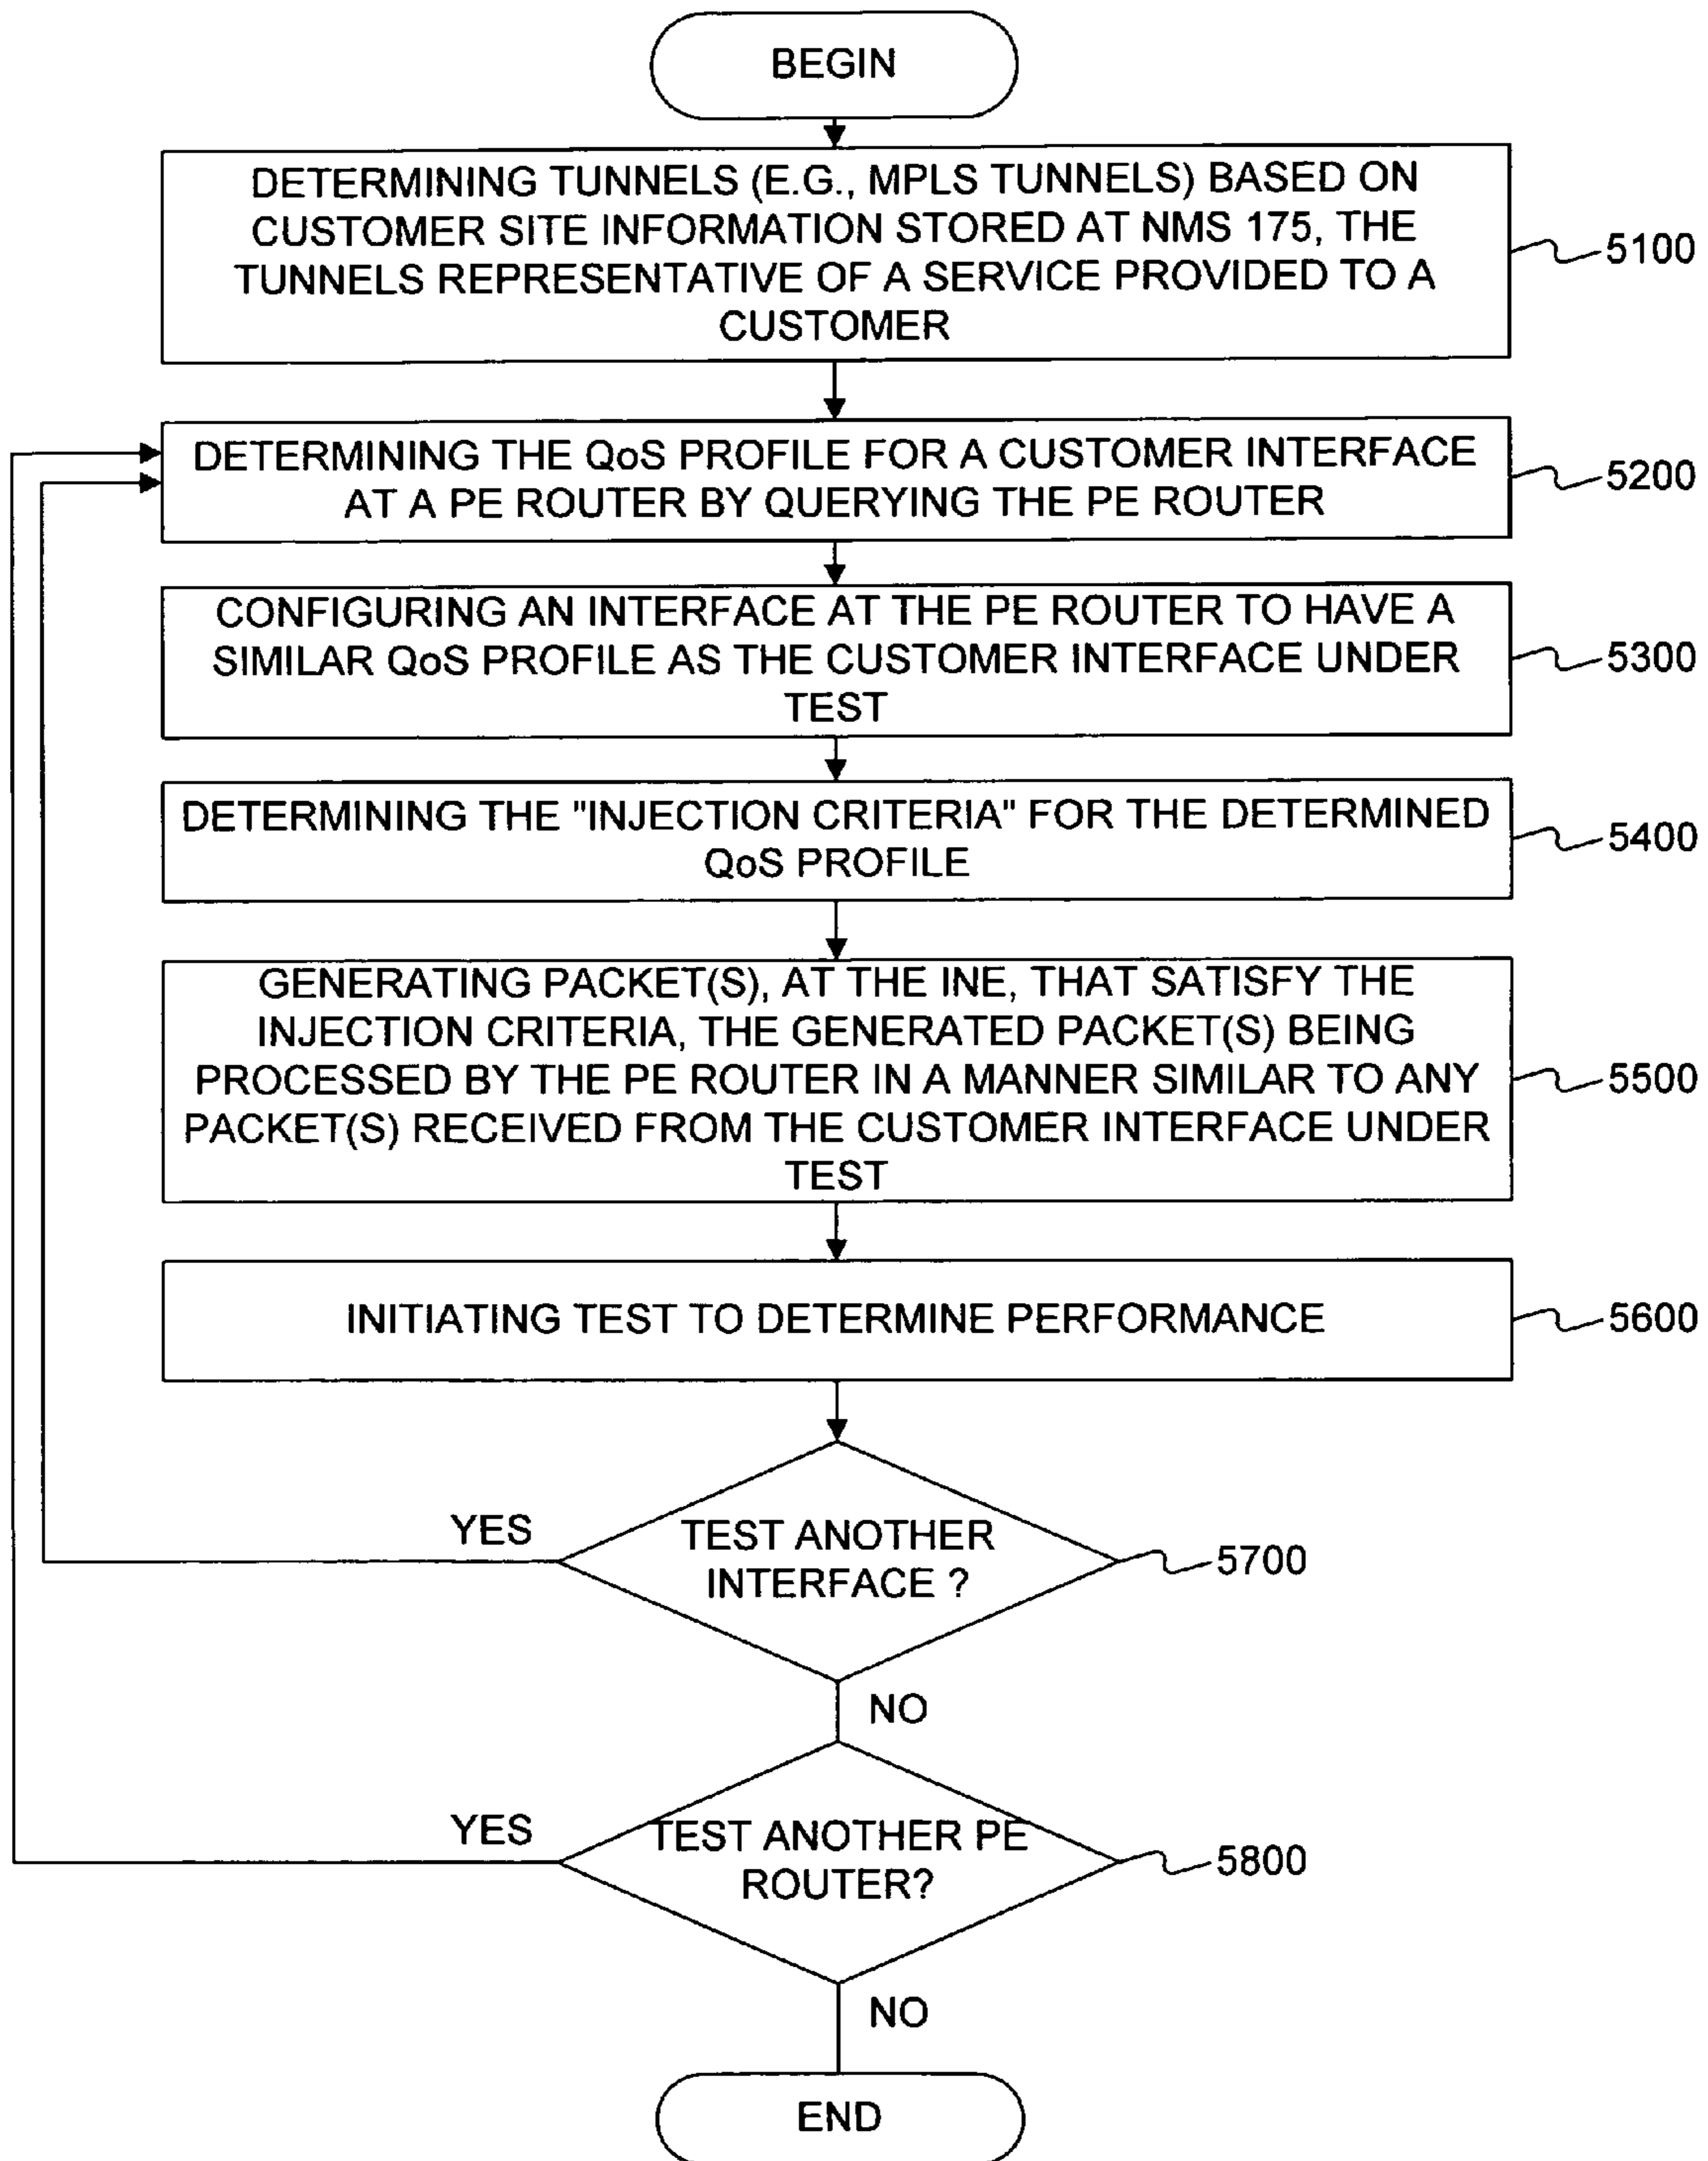 BEGIN
DETERMINING TUNNELS (E.G., MPLS TUNNELS) BASED ON
CUSTOMER SITE INFORMATION STORED AT NMS 175, THE
TUNNELS REPRESENTATIVE OF A SERVICE PROVIDED TO A
CUSTOMER
5100
DETERMINING THE QoS PROFILE FOR A CUSTOMER INTERFACE
AT A PE ROUTER BY QUERYING THE PE ROUTER
5200
CONFIGURING AN INTERFACE AT THE PE ROUTER TO HAVE A
SIMILAR QoS PROFILE AS THE CUSTOMER INTERFACE UNDER
TEST
5300
DETERMINING THE "INJECTION CRITERIA" FOR THE DETERMINED
QoS PROFILE
5400
GENERATING PACKET(S), AT THE INE, THAT SATISFY THE
INJECTION CRITERIA, THE GENERATED PACKET(S) BEING
PROCESSED BY THE PE ROUTER IN A MANNER SIMILAR TO ANY
PACKET(S) RECEIVED FROM THE CUSTOMER INTERFACE UNDER
TEST
5500
INITIATING TEST TO DETERMINE PERFORMANCE
5600
YES
TEST ANOTHER
INTERFACE ?
5700
NO
YES
TEST ANOTHER PE
ROUTER?
5800
NO
END